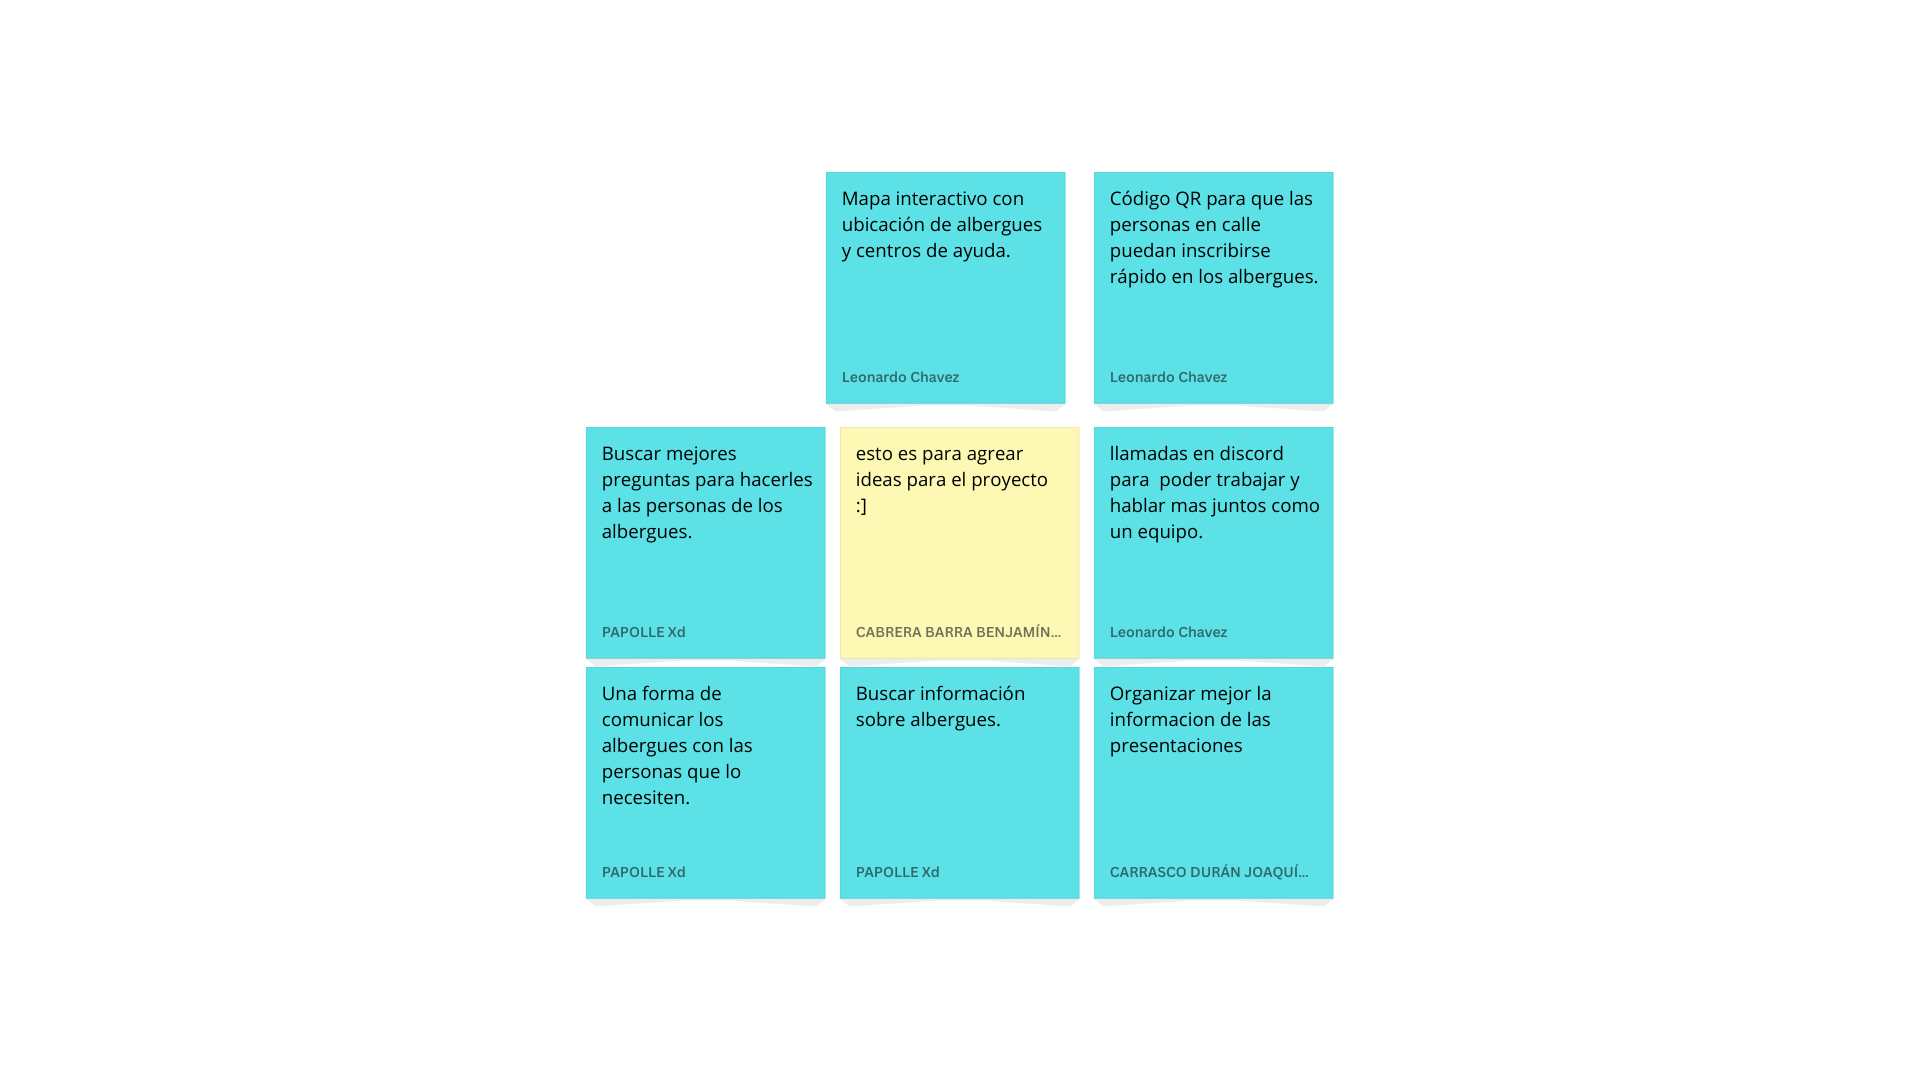 Mapa interactivo con
ubicación de albergues
y centros de ayuda.
Leonardo Chavez
Código QR para que las
personas en calle
puedan inscribirse
rápido en los albergues.
Leonardo Chavez
Buscar mejores
preguntas para hacerles
a las personas de los
albergues.
PAPOLLE Xd
esto es para agrear
ideas para el proyecto
:]
CABRERA BARRA BENJAMÍN...
llamadas en discord
para  poder trabajar y
hablar mas juntos como
un equipo.
Leonardo Chavez
Una forma de
comunicar los
albergues con las
personas que lo
necesiten.
PAPOLLE Xd
Buscar información
sobre albergues.
PAPOLLE Xd
Organizar mejor la
informacion de las
presentaciones
CARRASCO DURÁN JOAQUÍ...